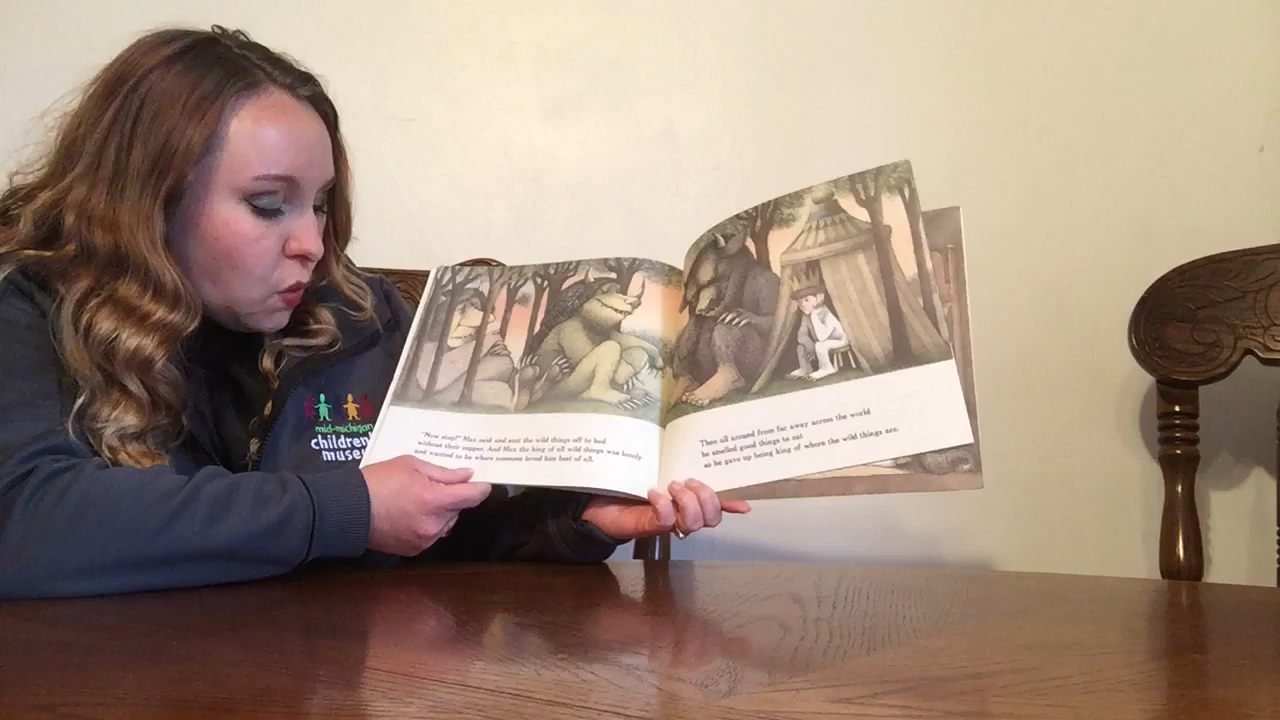 mid-michigan
children
museu
"Now stop!" Max said and sent the wild things off to bed
without their supper. And Max the king of all wild things was lonely
and wanted to be where someone loved him best of all.
Then all around from far away across the world
he smelled good things to eat
so he gave up being king of where the wild things are.